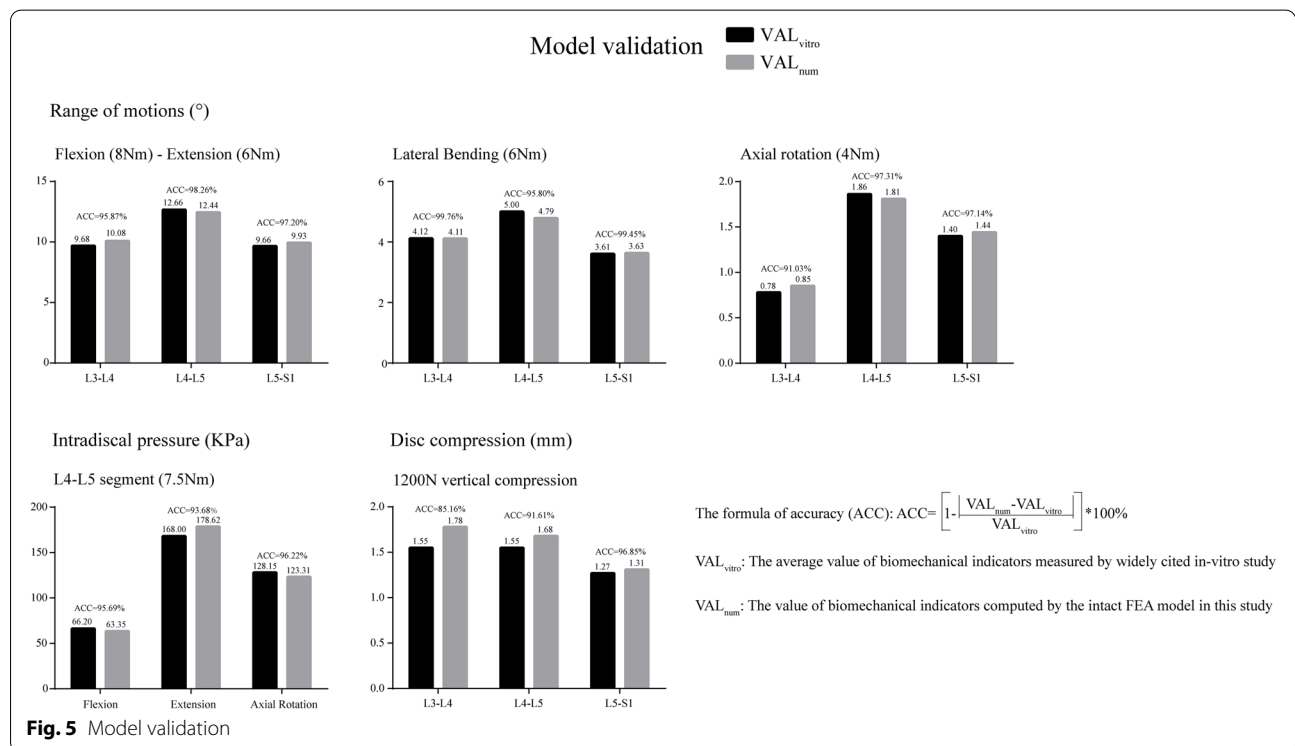 Model validation
VALvitro
VALnum
Range of motions (°)
Flexion (8Nm) - Extension (6Nm)
15
10
5
0
ACC=95.87%
9.68 10.08
ACC=98.26%
12.66 12.44
ACC=97.20%
9.66 9.93
L3-L4 L4-L5 L5-S1
Lateral Bending (6Nm)
6
4
2
0
ACC=99.76%
4.12 4.11
ACC=95.80%
5.00 4.79
ACC=99.45%
3.61 3.63
L3-L4 L4-L5 L5-S1
Axial rotation (4Nm)
2.0
1.5
1.0
0.5
0.0
ACC=91.03%
0.78 0.85
ACC=97.31%
1.86 1.81
ACC=97.14%
1.40 1.44
L3-L4 L4-L5 L5-S1
Intradiscal pressure (KPa)
L4-L5 segment (7.5Nm)
200
150
100
50
0
ACC=95.69%
66.20 63.35
ACC=93.68%
168.00 178.62
ACC=96.22%
128.15 123.31
Flexion Extension Axial Rotation
Disc compression (mm)
1200N vertical compression
2.0
1.5
1.0
0.5
0.0
ACC=85.16%
1.55 1.78
ACC=91.61%
1.55 1.68
ACC=96.85%
1.27 1.31
L3-L4 L4-L5 L5-S1
The formula of accuracy (ACC): ACC= [1-|VALnum-VALvitro / VALvitro|] *100%
VALvitro: The average value of biomechanical indicators measured by widely cited in-vitro study
VALnum: The value of biomechanical indicators computed by the intact FEA model in this study
Fig. 5 Model validation